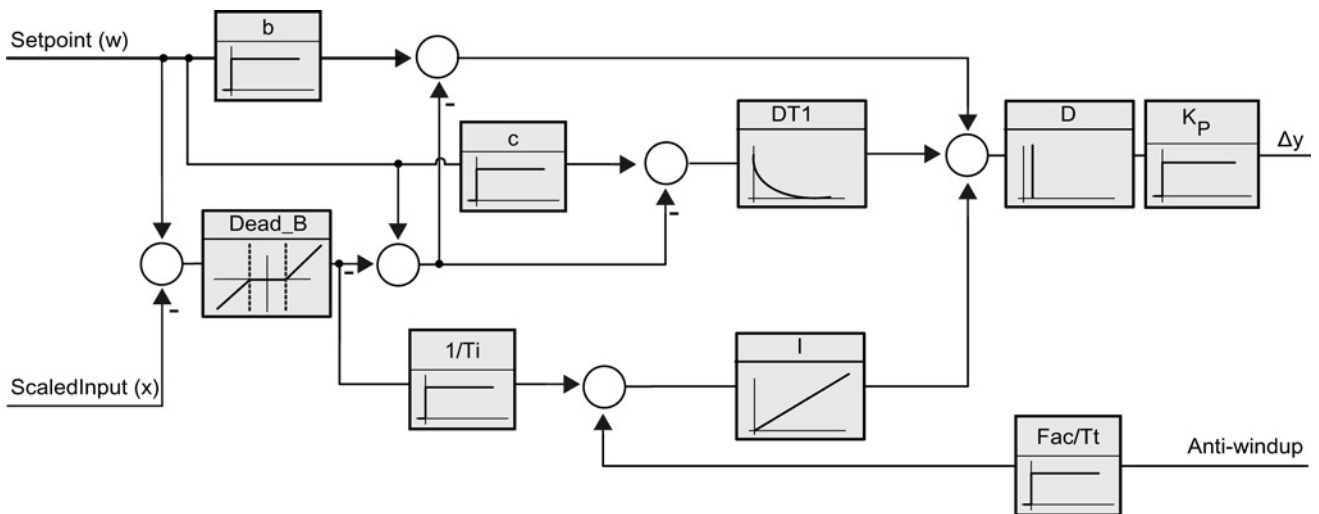 b
Setpoint (w)
-
DT1
D
K_P
Δy
c
-
Dead_B
-
-
1/Ti
I
ScaledInput (x)
Fac/Tt
Anti-windup